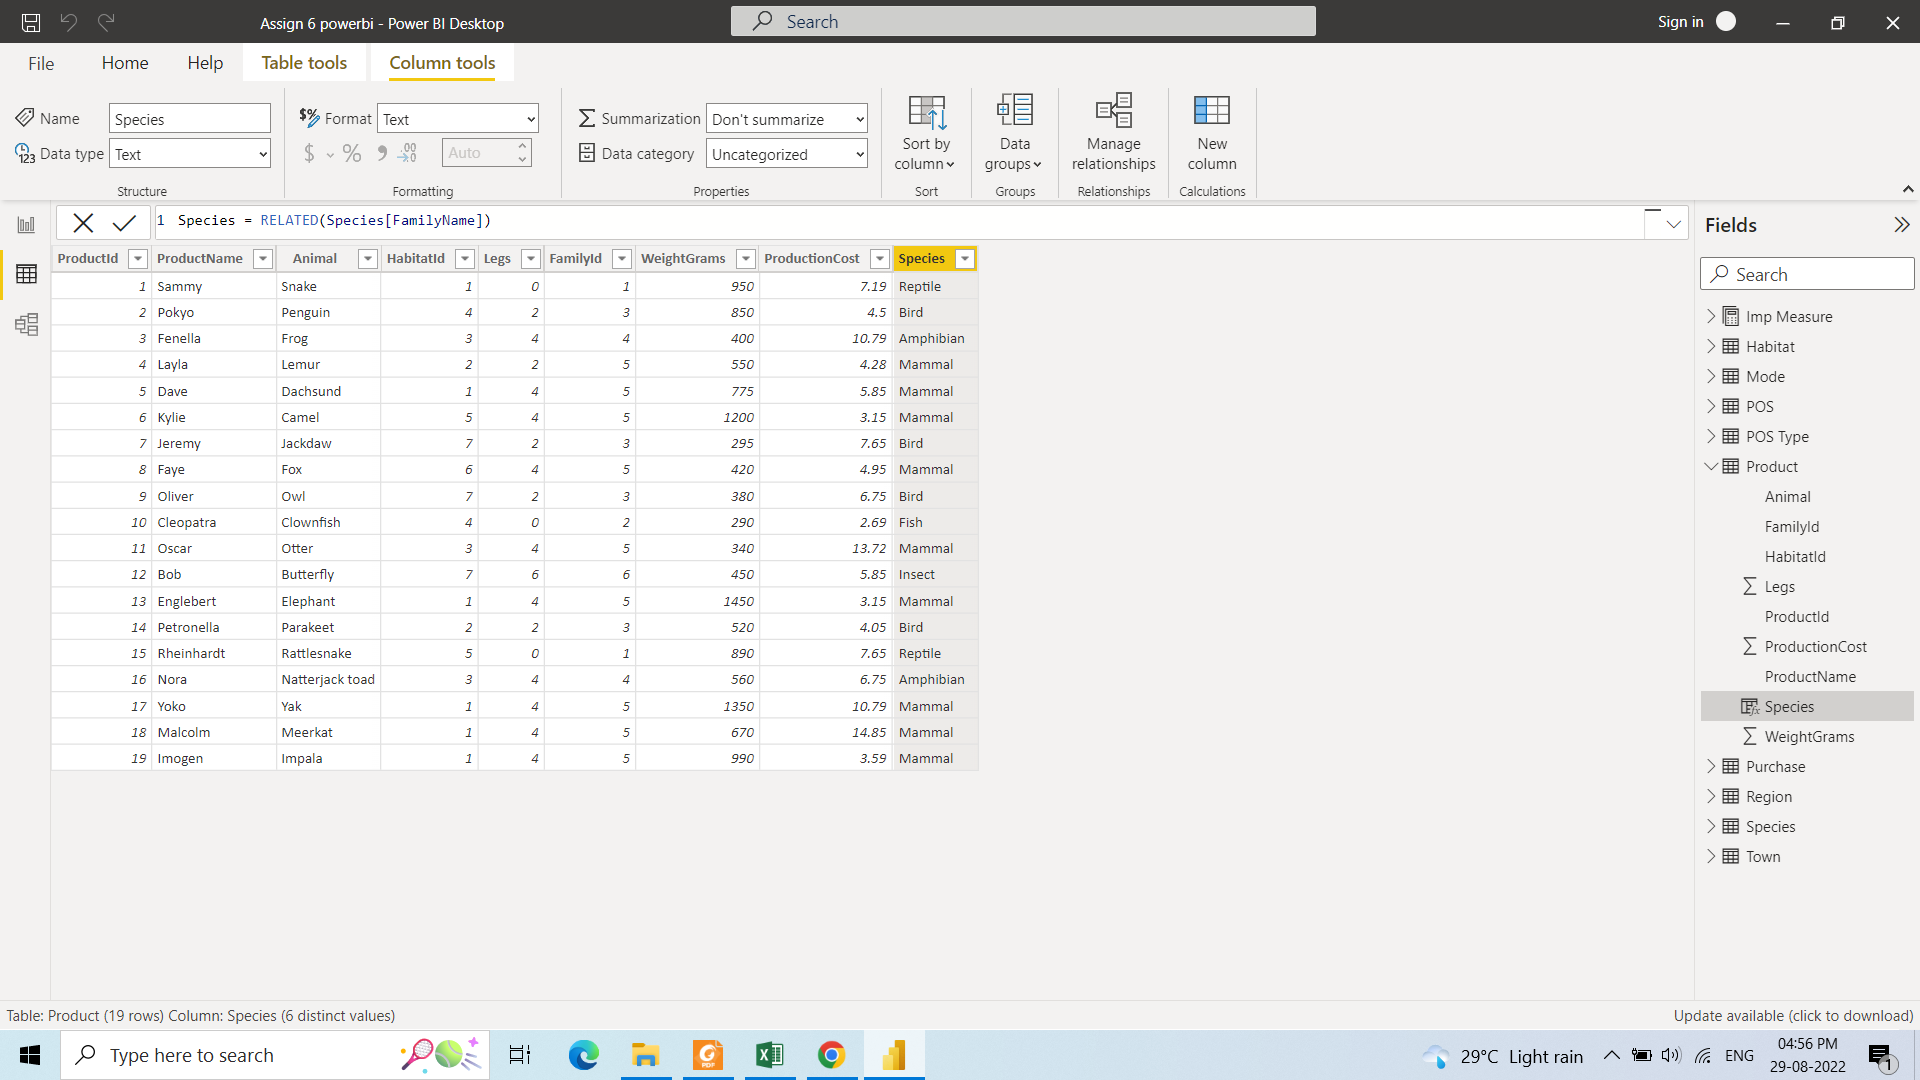 Assign 6 powerbi - Power BI Desktop
Search
Sign in
File Home Help Table tools Column tools
Name Species
Data type Text
Structure
Format Text
$ % Auto
Formatting
Summarization Don't summarize
Data category Uncategorized
Properties
Sort by column
Sort
Data groups
Groups
Manage relationships
Relationships
New column
Calculations
1 Species = RELATED(Species[FamilyName])
ProductId ProductName Animal HabitatId Legs FamilyId WeightGrams ProductionCost Species
1 Sammy Snake 1 0 1 950 7.19 Reptile
2 Pokyo Penguin 4 2 3 850 4.5 Bird
3 Fenella Frog 3 4 4 400 10.79 Amphibian
4 Layla Lemur 2 2 5 550 4.28 Mammal
5 Dave Dachsund 1 4 5 775 5.85 Mammal
6 Kylie Camel 5 4 5 1200 3.15 Mammal
7 Jeremy Jackdaw 7 2 3 295 7.65 Bird
8 Faye Fox 6 4 5 420 4.95 Mammal
9 Oliver Owl 7 2 3 380 6.75 Bird
10 Cleopatra Clownfish 4 0 2 290 2.69 Fish
11 Oscar Otter 3 4 5 340 13.72 Mammal
12 Bob Butterfly 7 6 6 450 5.85 Insect
13 Englebert Elephant 1 4 5 1450 3.15 Mammal
14 Petronella Parakeet 2 2 3 520 4.05 Bird
15 Rheinhardt Rattlesnake 5 0 1 890 7.65 Reptile
16 Nora Natterjack toad 3 4 4 560 6.75 Amphibian
17 Yoko Yak 1 4 5 1350 10.79 Mammal
18 Malcolm Meerkat 1 4 5 670 14.85 Mammal
19 Imogen Impala 1 4 5 990 3.59 Mammal
Fields
Search
Imp Measure
Habitat
Mode
POS
POS Type
Product
Animal
FamilyId
HabitatId
Legs
ProductId
ProductionCost
ProductName
Species
WeightGrams
Purchase
Region
Species
Town
Table: Product (19 rows) Column: Species (6 distinct values)
Update available (click to download)
Type here to search
29°C Light rain
ENG
04:56 PM
29-08-2022
1